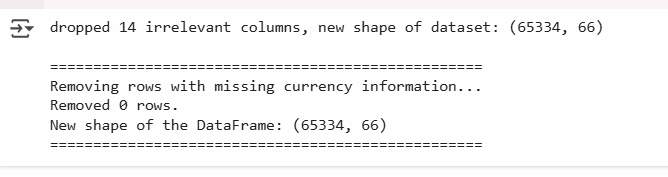 dropped 14 irrelevant columns, new shape of dataset: (65334, 66)
==================================================
Removing rows with missing currency information...
Removed 0 rows.
New shape of the DataFrame: (65334, 66)
==================================================